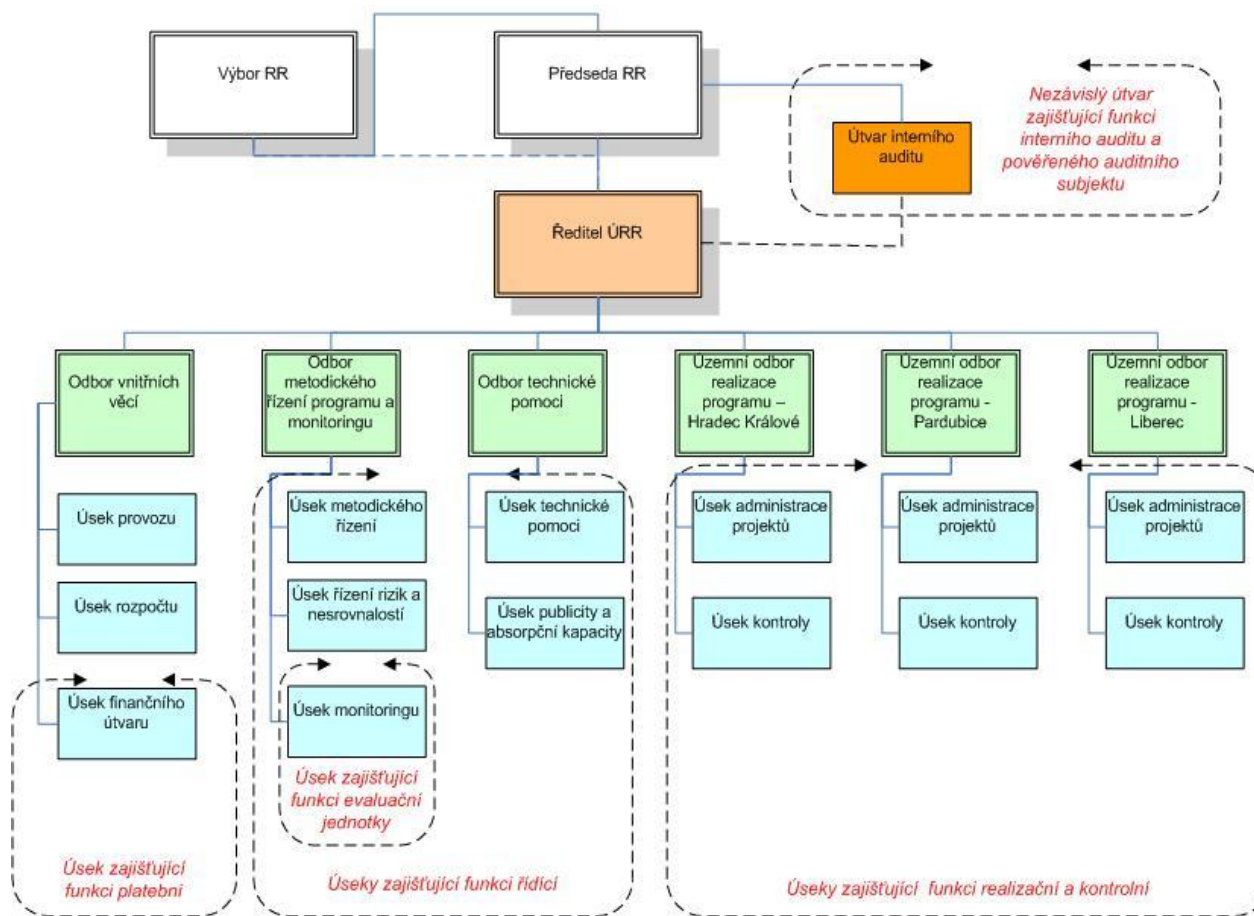 Výbor RR
Předseda RR
Nezávislý útvar
zajišťující funkci
interního auditu a
pověřeného auditního
subjektu
Útvar interního
auditu
Ředitel ÚRR
Odbor vnitřních
věcí
Odbor
metodického
řízení programu a
monitoringu
Odbor technické
pomoci
Územní odbor
realizace
programu –
Hradec Králové
Územní odbor
realizace
programu -
Pardubice
Územní odbor
realizace
programu -
Liberec
Úsek provozu
Úsek rozpočtu
Úsek finančního
útvaru
Úsek zajišťující
funkci platební
Úsek metodického
řízení
Úsek řízení rizik a
nesrovnalostí
Úsek monitoringu
Úsek zajišťující
funkci evaluační
jednotky
Úsek technické
pomoci
Úsek publicity a
absorpční kapacity
Úseky zajišťující funkci řídící
Úsek administrace
projektů
Úsek kontroly
Úsek administrace
projektů
Úsek kontroly
Úsek administrace
projektů
Úsek kontroly
Úseky zajišťující funkci realizační a kontrolní